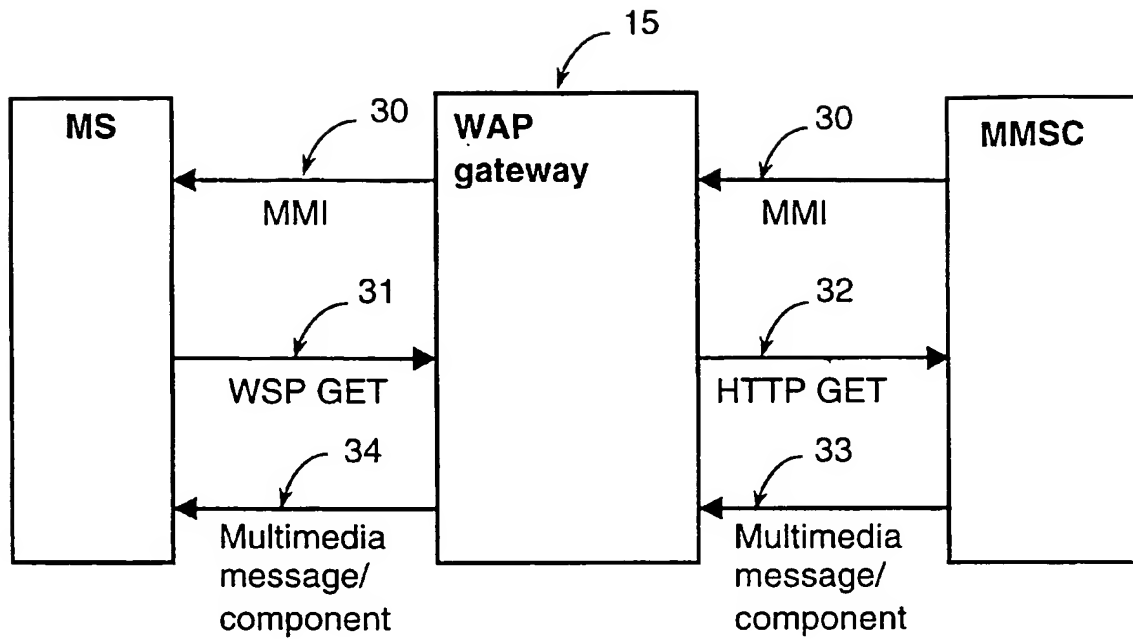 15
MS
30
WAP
gateway
30
MMSC
MMI
MMI
31
32
WSP GET
HTTP GET
34
33
Multimedia
message/
component
Multimedia
message/
component